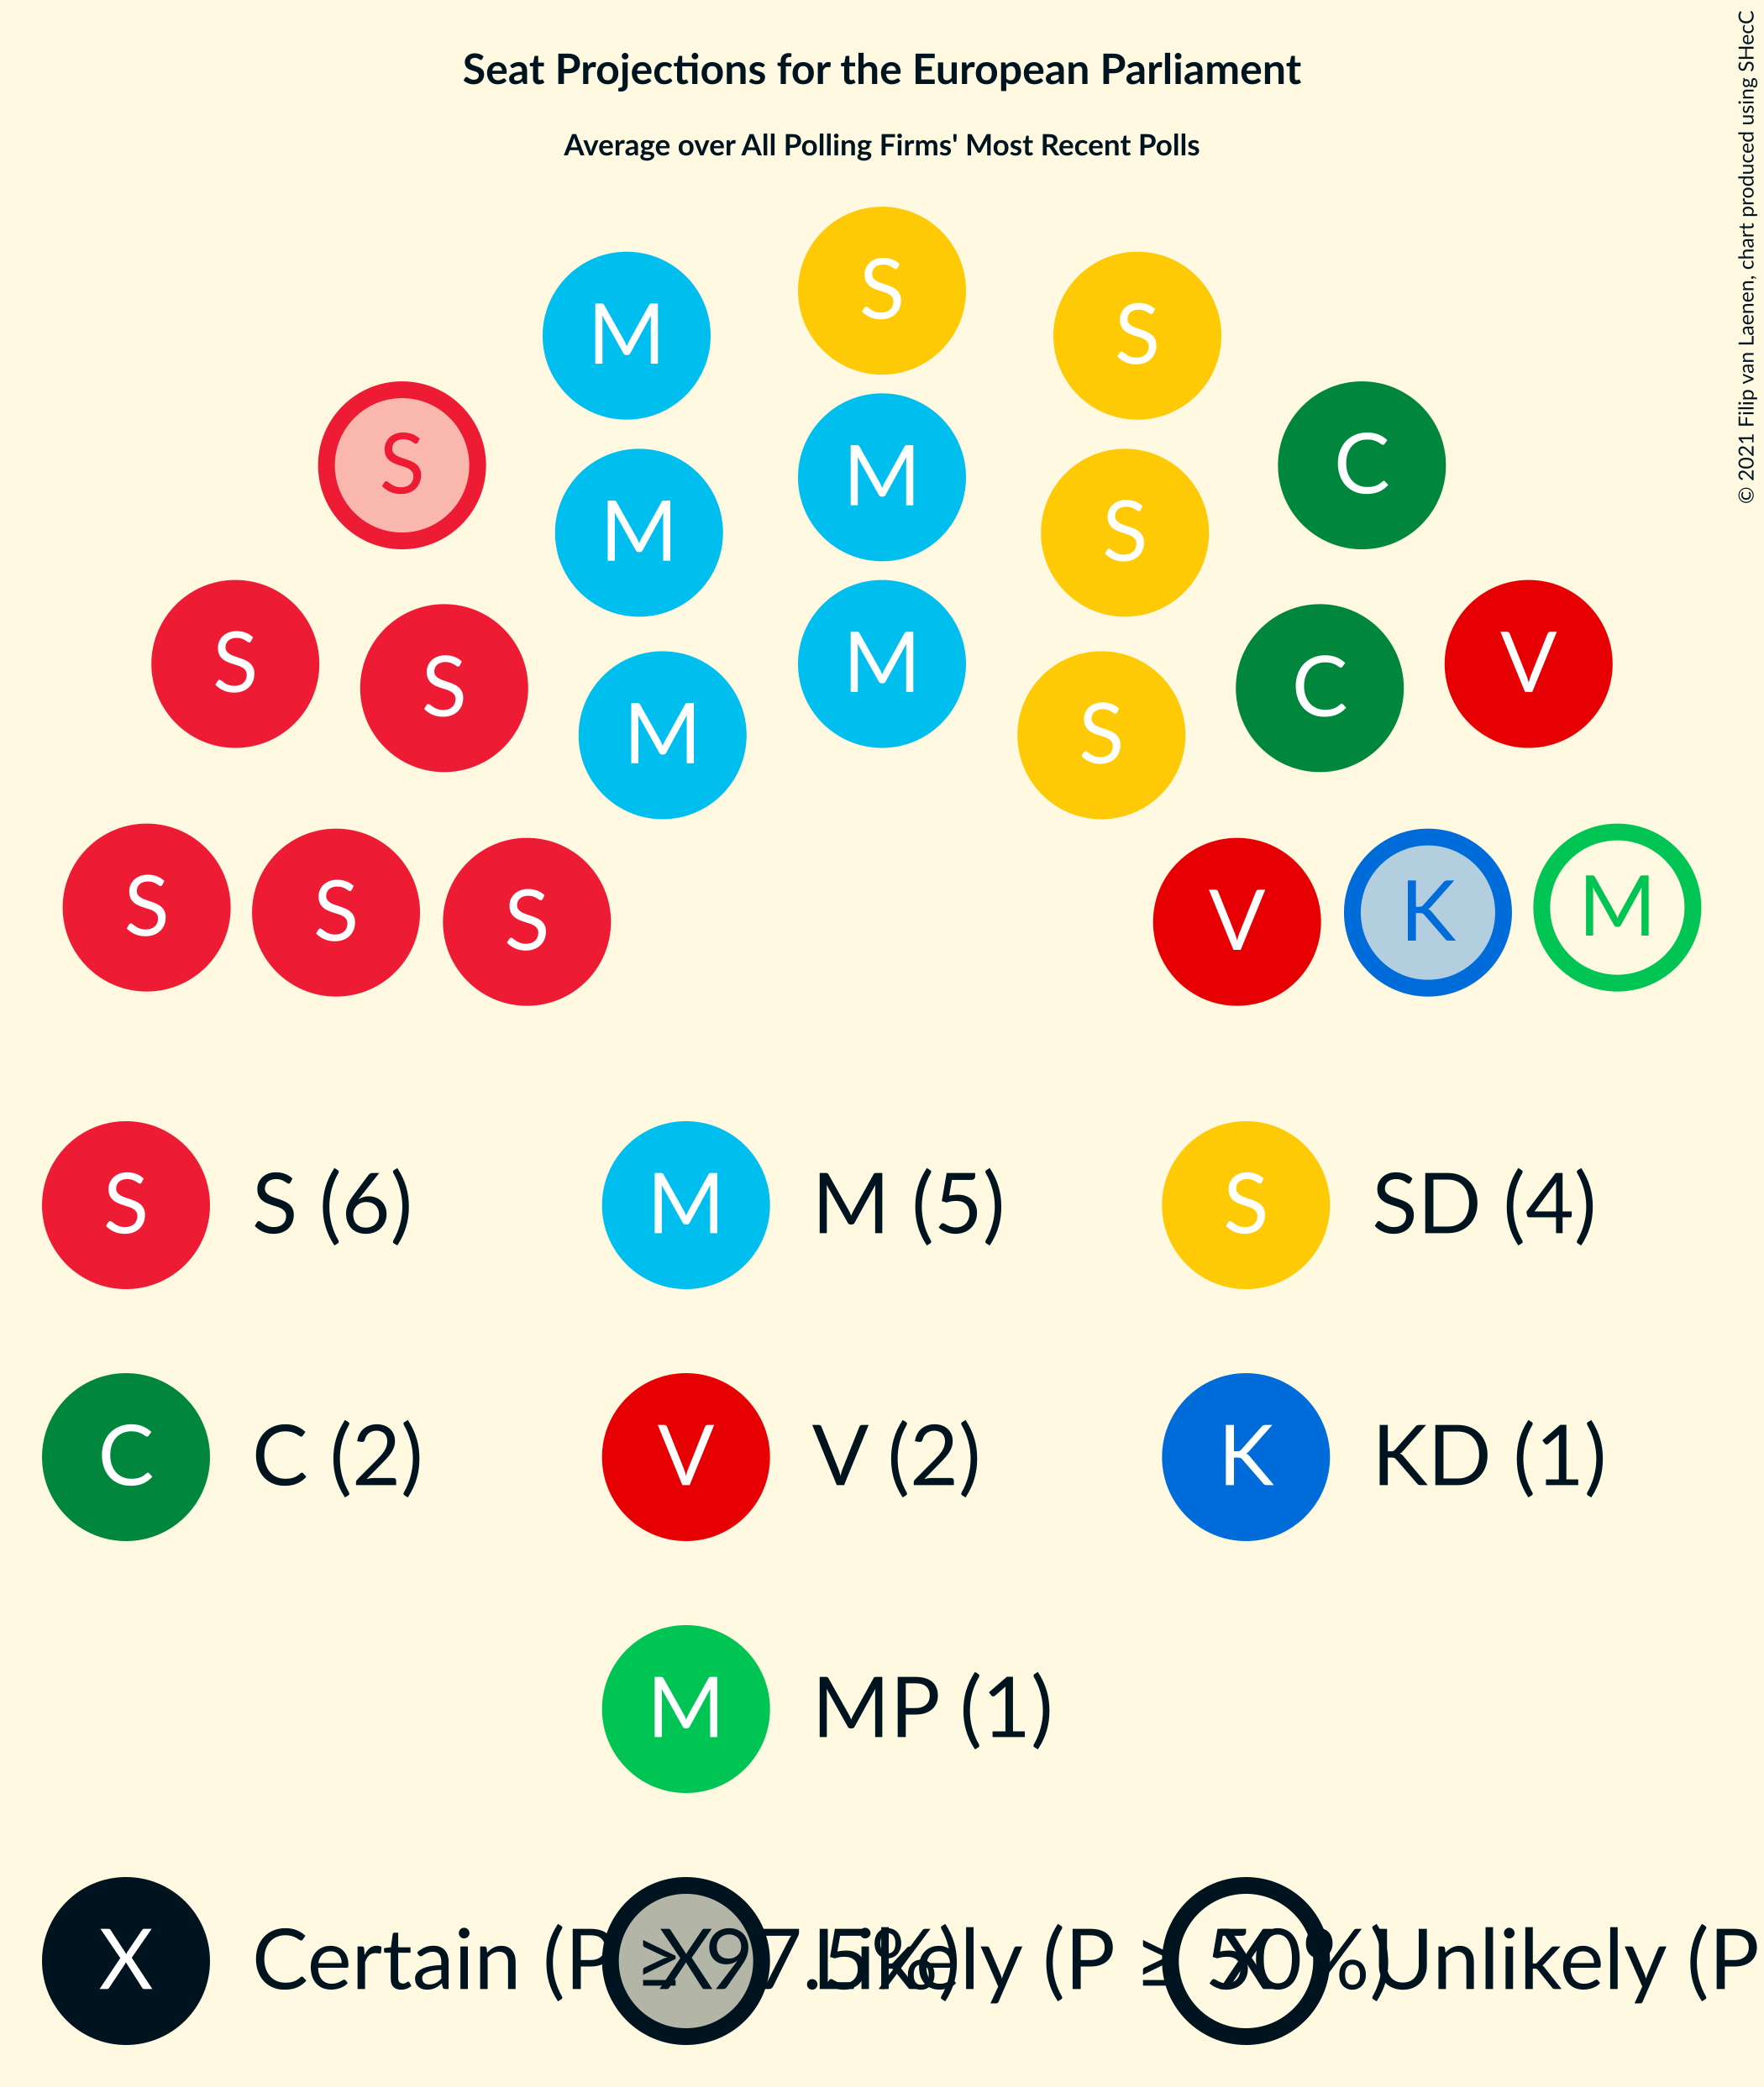 Seat Projections for the European Parliament
Average over All Polling Firms' Most Recent Polls
© 2021 Filip van Laenen, chart produced using SHecC
S
M S
S M M S C
M S
S S M C V
M S
S S S V K M
S S (6) M M (5) S SD (4)
C C (2) V V (2) K KD (1)
M MP (1)
X Certain (P ≥ 97.5%) X Likely (P ≥ 50%) X Unlikely (P